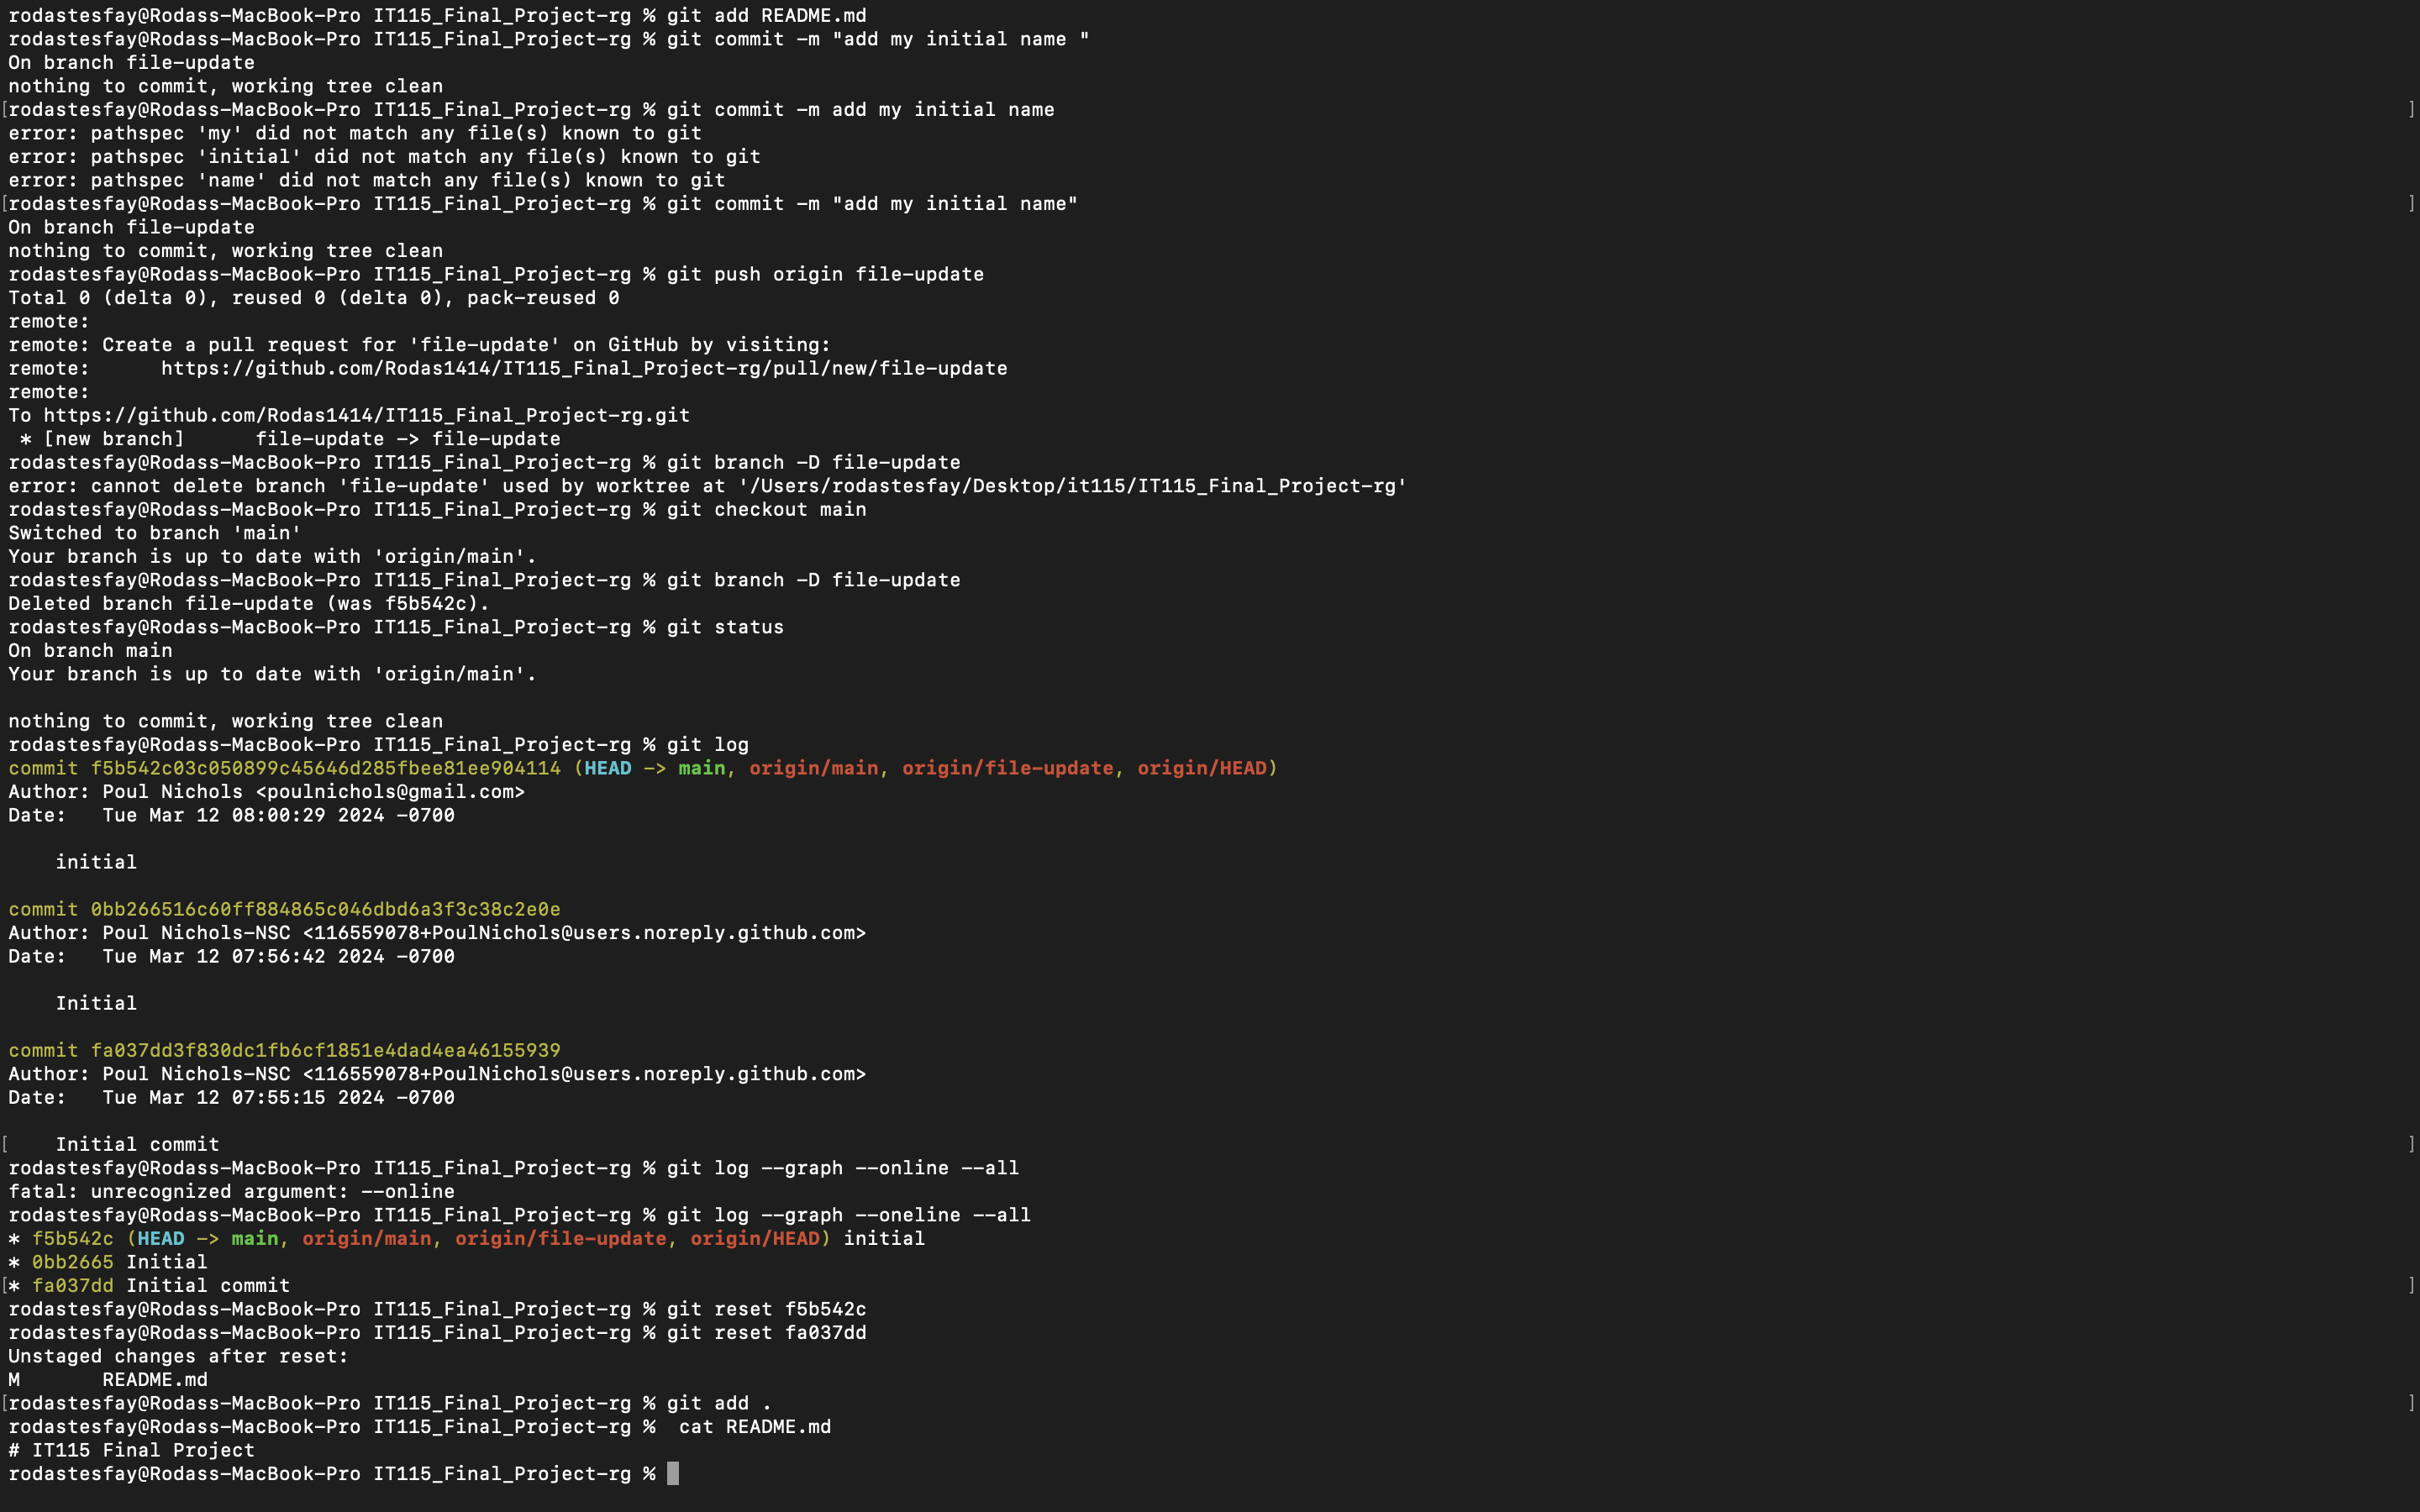 rodastesfay@Rodass-MacBook-Pro IT115_Final_Project-rg % git add README.md
rodastesfay@Rodass-MacBook-Pro IT115_Final_Project-rg % git commit -m "add my initial name "
On branch file-update
nothing to commit, working tree clean
[rodastesfay@Rodass-MacBook-Pro IT115_Final_Project-rg % git commit -m add my initial name ]
error: pathspec 'my' did not match any file(s) known to git
error: pathspec 'initial' did not match any file(s) known to git
error: pathspec 'name' did not match any file(s) known to git
[rodastesfay@Rodass-MacBook-Pro IT115_Final_Project-rg % git commit -m "add my initial name" ]
On branch file-update
nothing to commit, working tree clean
rodastesfay@Rodass-MacBook-Pro IT115_Final_Project-rg % git push origin file-update
Total 0 (delta 0), reused 0 (delta 0), pack-reused 0
remote:
remote: Create a pull request for 'file-update' on GitHub by visiting:
remote:      https://github.com/Rodas1414/IT115_Final_Project-rg/pull/new/file-update
remote:
To https://github.com/Rodas1414/IT115_Final_Project-rg.git
 * [new branch]      file-update -> file-update
rodastesfay@Rodass-MacBook-Pro IT115_Final_Project-rg % git branch -D file-update
error: cannot delete branch 'file-update' used by worktree at '/Users/rodastesfay/Desktop/it115/IT115_Final_Project-rg'
rodastesfay@Rodass-MacBook-Pro IT115_Final_Project-rg % git checkout main
Switched to branch 'main'
Your branch is up to date with 'origin/main'.
rodastesfay@Rodass-MacBook-Pro IT115_Final_Project-rg % git branch -D file-update
Deleted branch file-update (was f5b542c).
rodastesfay@Rodass-MacBook-Pro IT115_Final_Project-rg % git status
On branch main
Your branch is up to date with 'origin/main'.

nothing to commit, working tree clean
rodastesfay@Rodass-MacBook-Pro IT115_Final_Project-rg % git log
commit f5b542c03c050899c45646d285fbee81ee904114 (HEAD -> main, origin/main, origin/file-update, origin/HEAD)
Author: Poul Nichols <poulnichols@gmail.com>
Date:   Tue Mar 12 08:00:29 2024 -0700

    initial

commit 0bb266516c60ff884865c046dbd6a3f3c38c2e0e
Author: Poul Nichols-NSC <116559078+PoulNichols@users.noreply.github.com>
Date:   Tue Mar 12 07:56:42 2024 -0700

    Initial

commit fa037dd3f830dc1fb6cf1851e4dad4ea46155939
Author: Poul Nichols-NSC <116559078+PoulNichols@users.noreply.github.com>
Date:   Tue Mar 12 07:55:15 2024 -0700

[    Initial commit ]
rodastesfay@Rodass-MacBook-Pro IT115_Final_Project-rg % git log --graph --online --all
fatal: unrecognized argument: --online
rodastesfay@Rodass-MacBook-Pro IT115_Final_Project-rg % git log --graph --oneline --all
* f5b542c (HEAD -> main, origin/main, origin/file-update, origin/HEAD) initial
* 0bb2665 Initial
[* fa037dd Initial commit ]
rodastesfay@Rodass-MacBook-Pro IT115_Final_Project-rg % git reset f5b542c
rodastesfay@Rodass-MacBook-Pro IT115_Final_Project-rg % git reset fa037dd
Unstaged changes after reset:
M       README.md
[rodastesfay@Rodass-MacBook-Pro IT115_Final_Project-rg % git add . ]
rodastesfay@Rodass-MacBook-Pro IT115_Final_Project-rg %  cat README.md
# IT115 Final Project
rodastesfay@Rodass-MacBook-Pro IT115_Final_Project-rg %